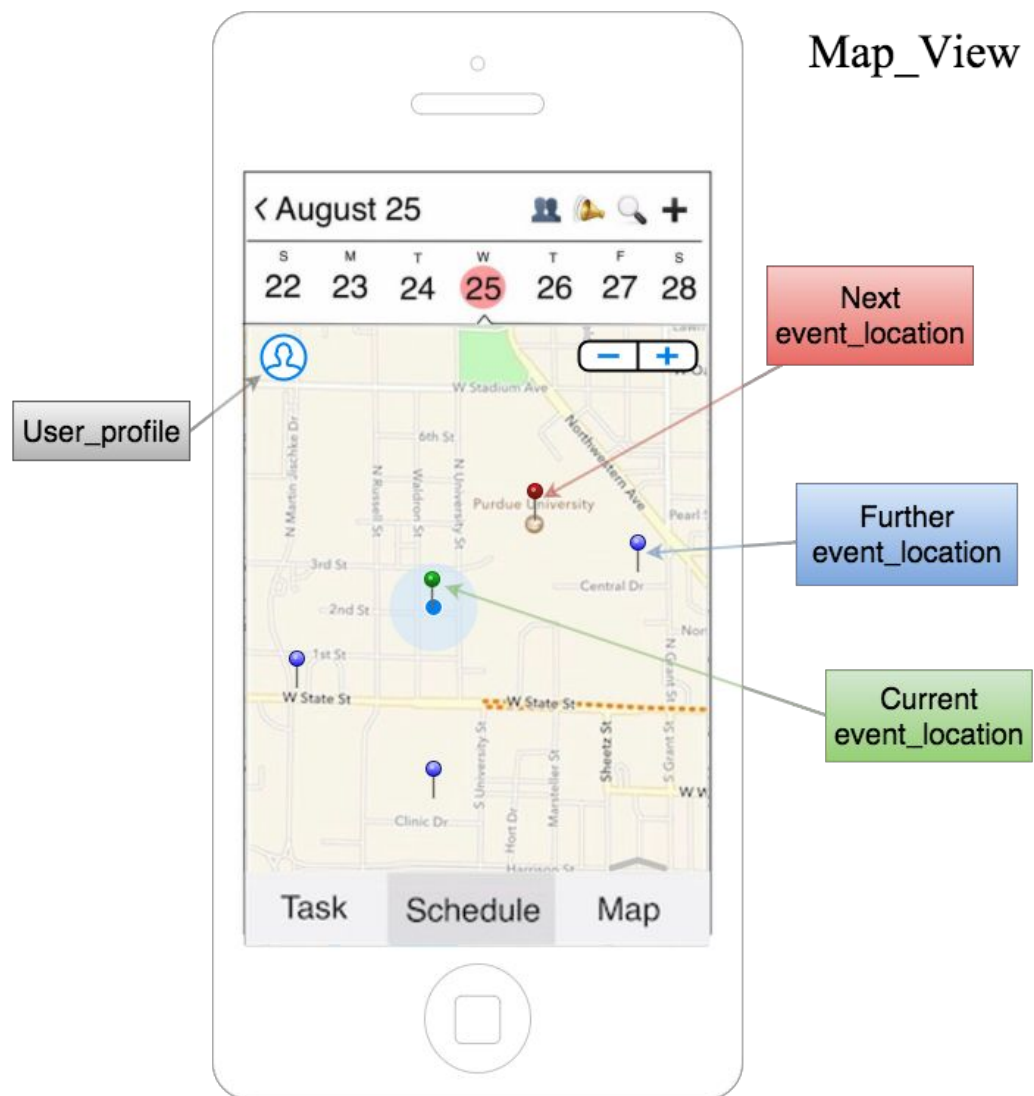 Map_View
< August 25
S M T W T F S
22 23 24 25 26 27 28
Next
event_location
W Stadium Ave
User_profile
6th St
N Martin Jischke Dr
N Russell St
Waldron St
N University St
Northwestern Ave
Purdue University
Pearl
Further
event_location
3rd St
Central Dr
2nd St
N Grant St
1st St
W State St
W State St
Current
event_location
S University St
Sheetz St
S Grant St
Marsteller St
Hort Dr
Clinic Dr
Harrison St
Task Schedule Map